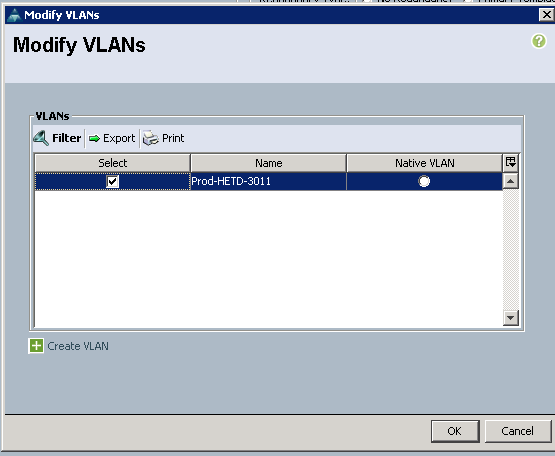 Modify VLANs
Modify VLANs
VLANs
Filter Export Print
Select Name Native VLAN
Prod-HETD-3011
Create VLAN
OK Cancel